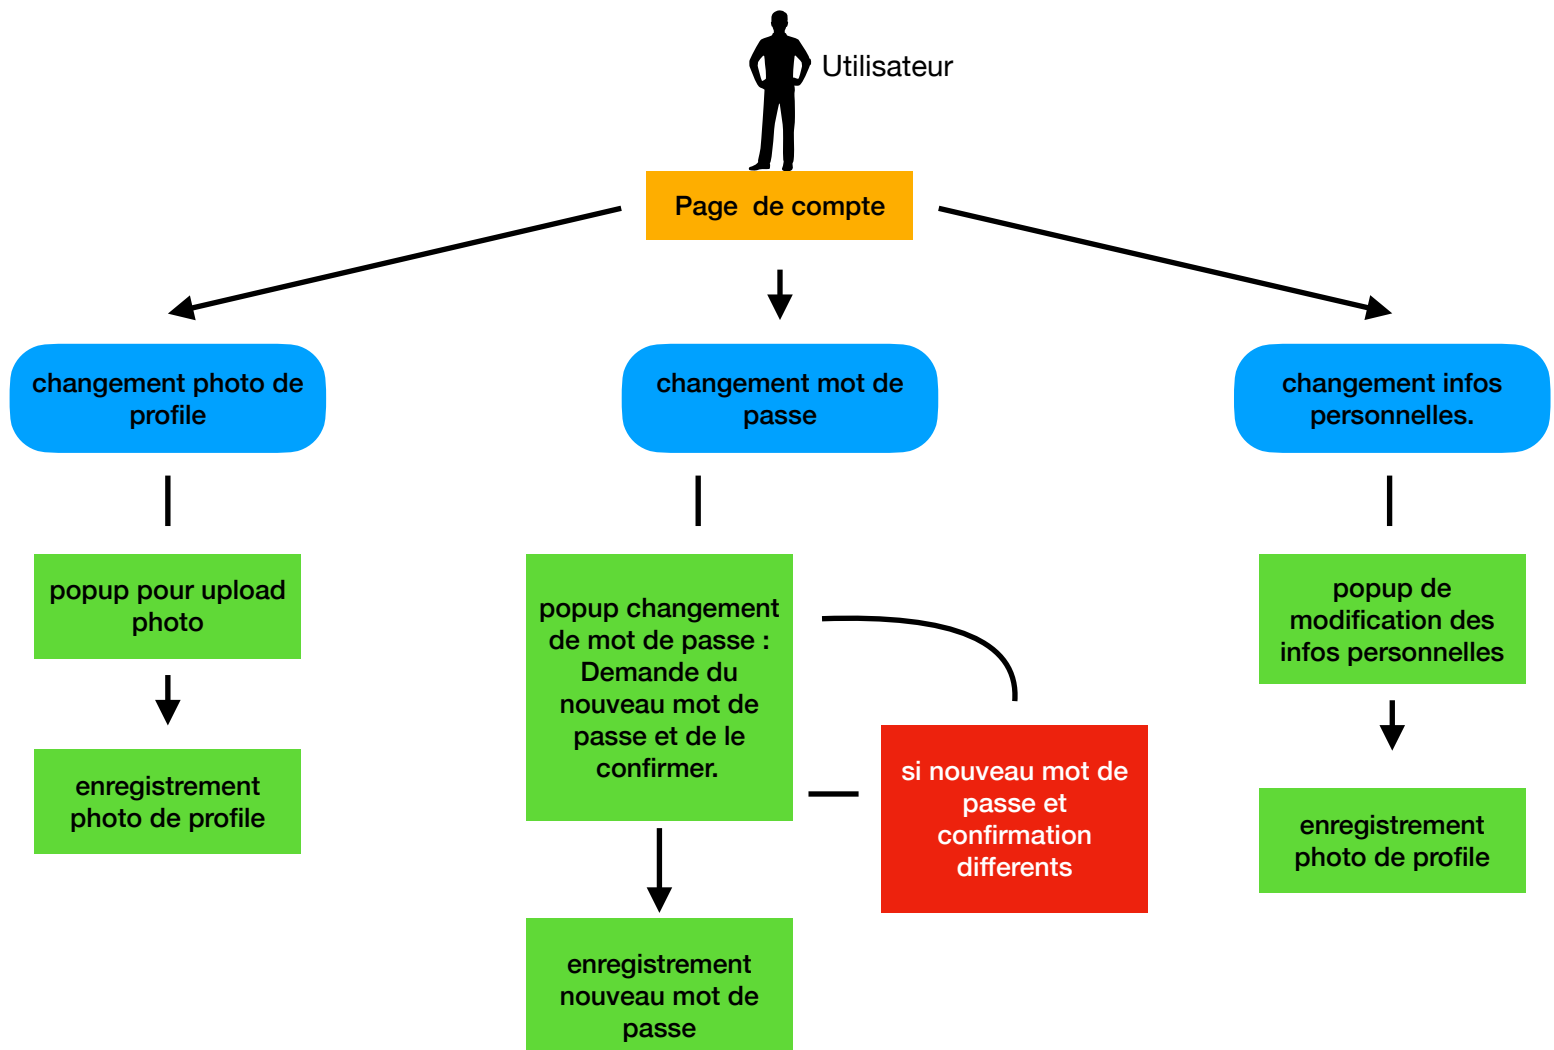 Utilisateur
Page  de compte
changement photo de
profile
changement mot de
passe
changement infos
personnelles.
popup pour upload
photo
enregistrement
photo de profile
popup changement
de mot de passe :
Demande du
nouveau mot de
passe et de le
confirmer.
si nouveau mot de
passe et
confirmation
differents
enregistrement
nouveau mot de
passe
popup de
modification des
infos personnelles
enregistrement
photo de profile